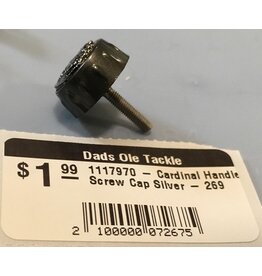 Dads Ole Tackle
$1 99 1117970 – Cardinal Handle
Screw Cap Silver – 269
2 100000 072675